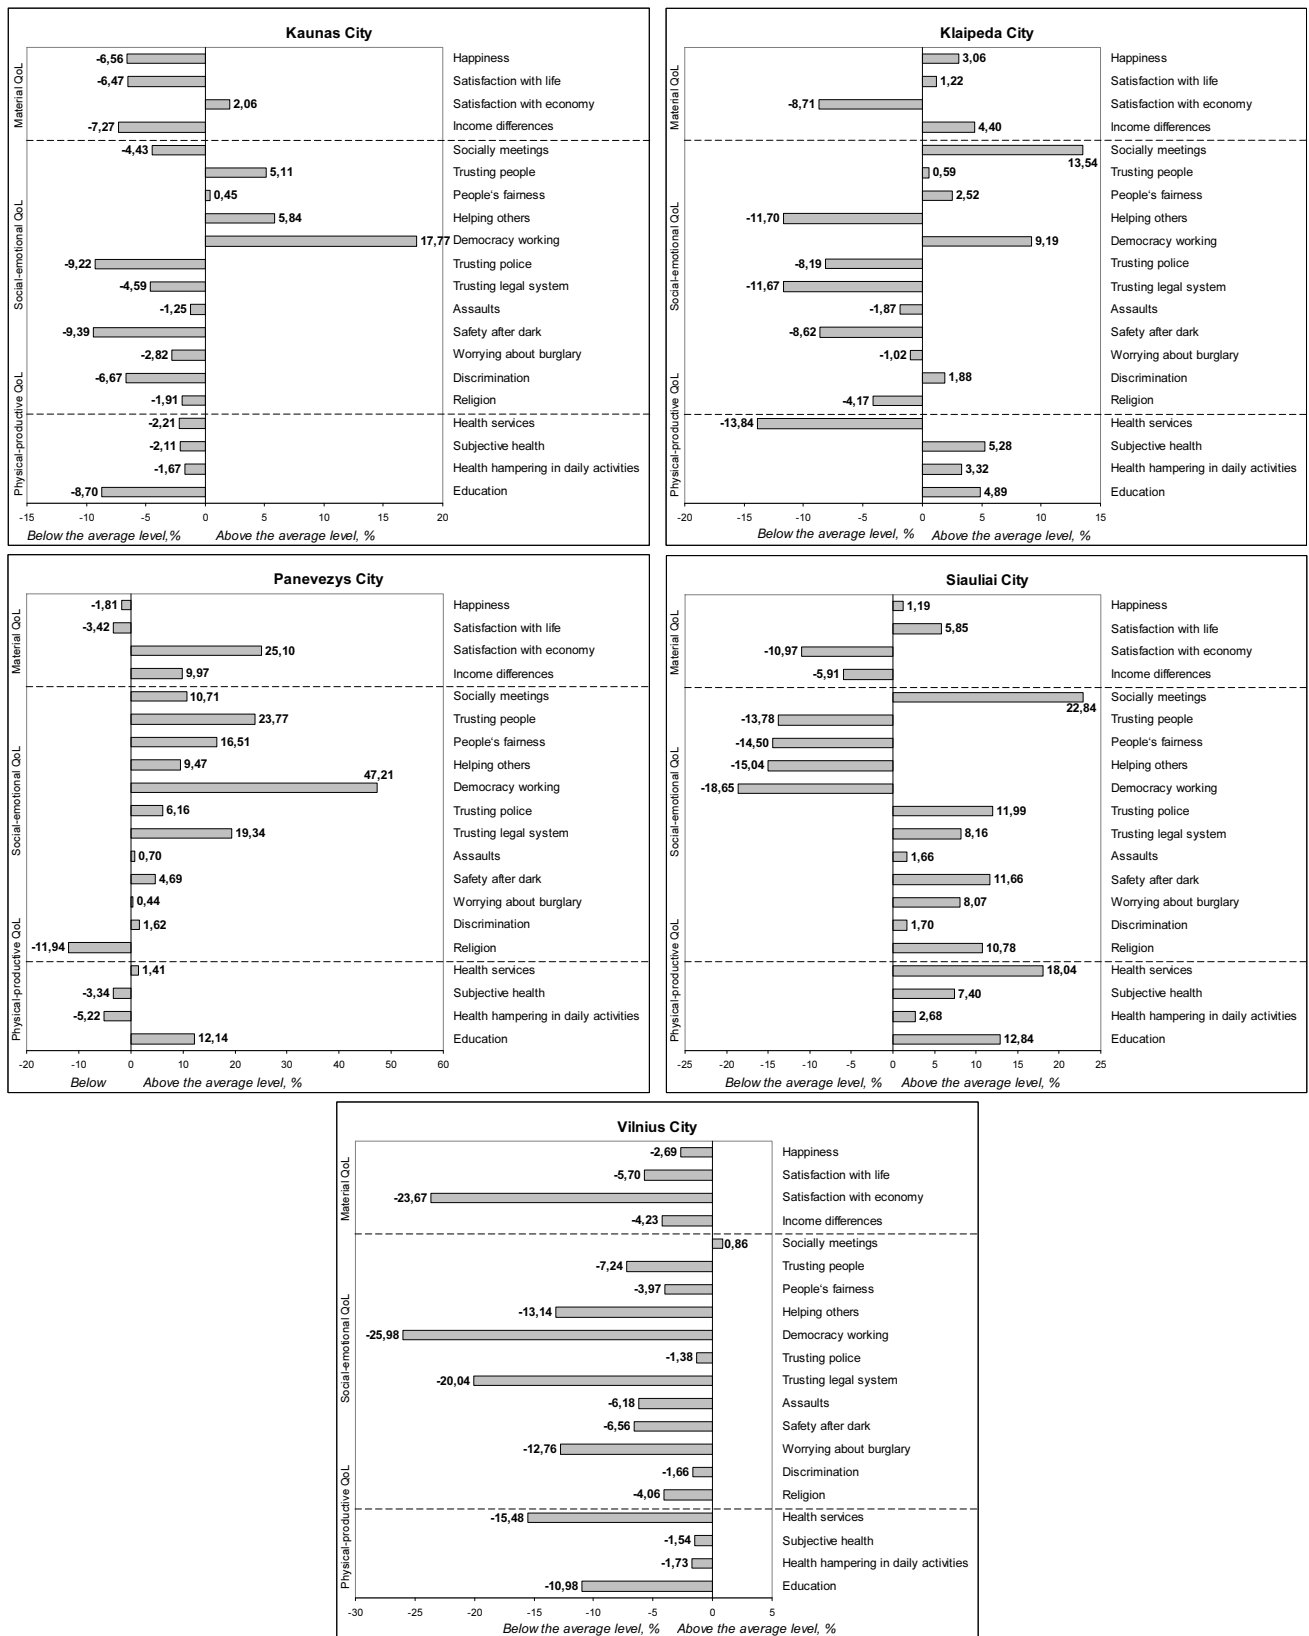 Kaunas City
Material QoL
Social-emotional QoL
Physical-productive QoL
-6,56 Happiness
-6,47 Satisfaction with life
2,06 Satisfaction with economy
-7,27 Income differences
-4,43 Socially meetings
5,11 Trusting people
0,45 People‘s fairness
5,84 Helping others
17,77 Democracy working
-9,22 Trusting police
-4,59 Trusting legal system
-1,25 Assaults
-9,39 Safety after dark
-2,82 Worrying about burglary
-6,67 Discrimination
-1,91 Religion
-2,21 Health services
-2,11 Subjective health
-1,67 Health hampering in daily activities
-8,70 Education
-15 -10 -5 0 5 10 15 20
Below the average level,% Above the average level, %
Klaipeda City
Material QoL
Social-emotional QoL
Physical-productive QoL
3,06 Happiness
1,22 Satisfaction with life
-8,71 Satisfaction with economy
4,40 Income differences
13,54 Socially meetings
0,59 Trusting people
2,52 People‘s fairness
-11,70 Helping others
9,19 Democracy working
-8,19 Trusting police
-11,67 Trusting legal system
-1,87 Assaults
-8,62 Safety after dark
-1,02 Worrying about burglary
1,88 Discrimination
-4,17 Religion
-13,84 Health services
5,28 Subjective health
3,32 Health hampering in daily activities
4,89 Education
-20 -15 -10 -5 0 5 10 15
Below the average level, % Above the average level, %
Panevezys City
Material QoL
Social-emotional QoL
Physical-productive QoL
-1,81 Happiness
-3,42 Satisfaction with life
25,10 Satisfaction with economy
9,97 Income differences
10,71 Socially meetings
23,77 Trusting people
16,51 People‘s fairness
9,47 Helping others
47,21 Democracy working
6,16 Trusting police
19,34 Trusting legal system
0,70 Assaults
4,69 Safety after dark
0,44 Worrying about burglary
1,62 Discrimination
-11,94 Religion
1,41 Health services
-3,34 Subjective health
-5,22 Health hampering in daily activities
12,14 Education
-20 -10 0 10 20 30 40 50 60
Below Above the average level, %
Siauliai City
Material QoL
Social-emotional QoL
Physical-productive QoL
1,19 Happiness
5,85 Satisfaction with life
-10,97 Satisfaction with economy
-5,91 Income differences
22,84 Socially meetings
-13,78 Trusting people
-14,50 People‘s fairness
-15,04 Helping others
-18,65 Democracy working
11,99 Trusting police
8,16 Trusting legal system
1,66 Assaults
11,66 Safety after dark
8,07 Worrying about burglary
1,70 Discrimination
10,78 Religion
18,04 Health services
7,40 Subjective health
2,68 Health hampering in daily activities
12,84 Education
-25 -20 -15 -10 -5 0 5 10 15 20 25
Below the average level, % Above the average level, %
Vilnius City
Material QoL
Social-emotional QoL
Physical-productive QoL
-2,69 Happiness
-5,70 Satisfaction with life
-23,67 Satisfaction with economy
-4,23 Income differences
0,86 Socially meetings
-7,24 Trusting people
-3,97 People‘s fairness
-13,14 Helping others
-25,98 Democracy working
-1,38 Trusting police
-20,04 Trusting legal system
-6,18 Assaults
-6,56 Safety after dark
-12,76 Worrying about burglary
-1,66 Discrimination
-4,06 Religion
-15,48 Health services
-1,54 Subjective health
-1,73 Health hampering in daily activities
-10,98 Education
-30 -25 -20 -15 -10 -5 0 5
Below the average level, % Above the average level, %